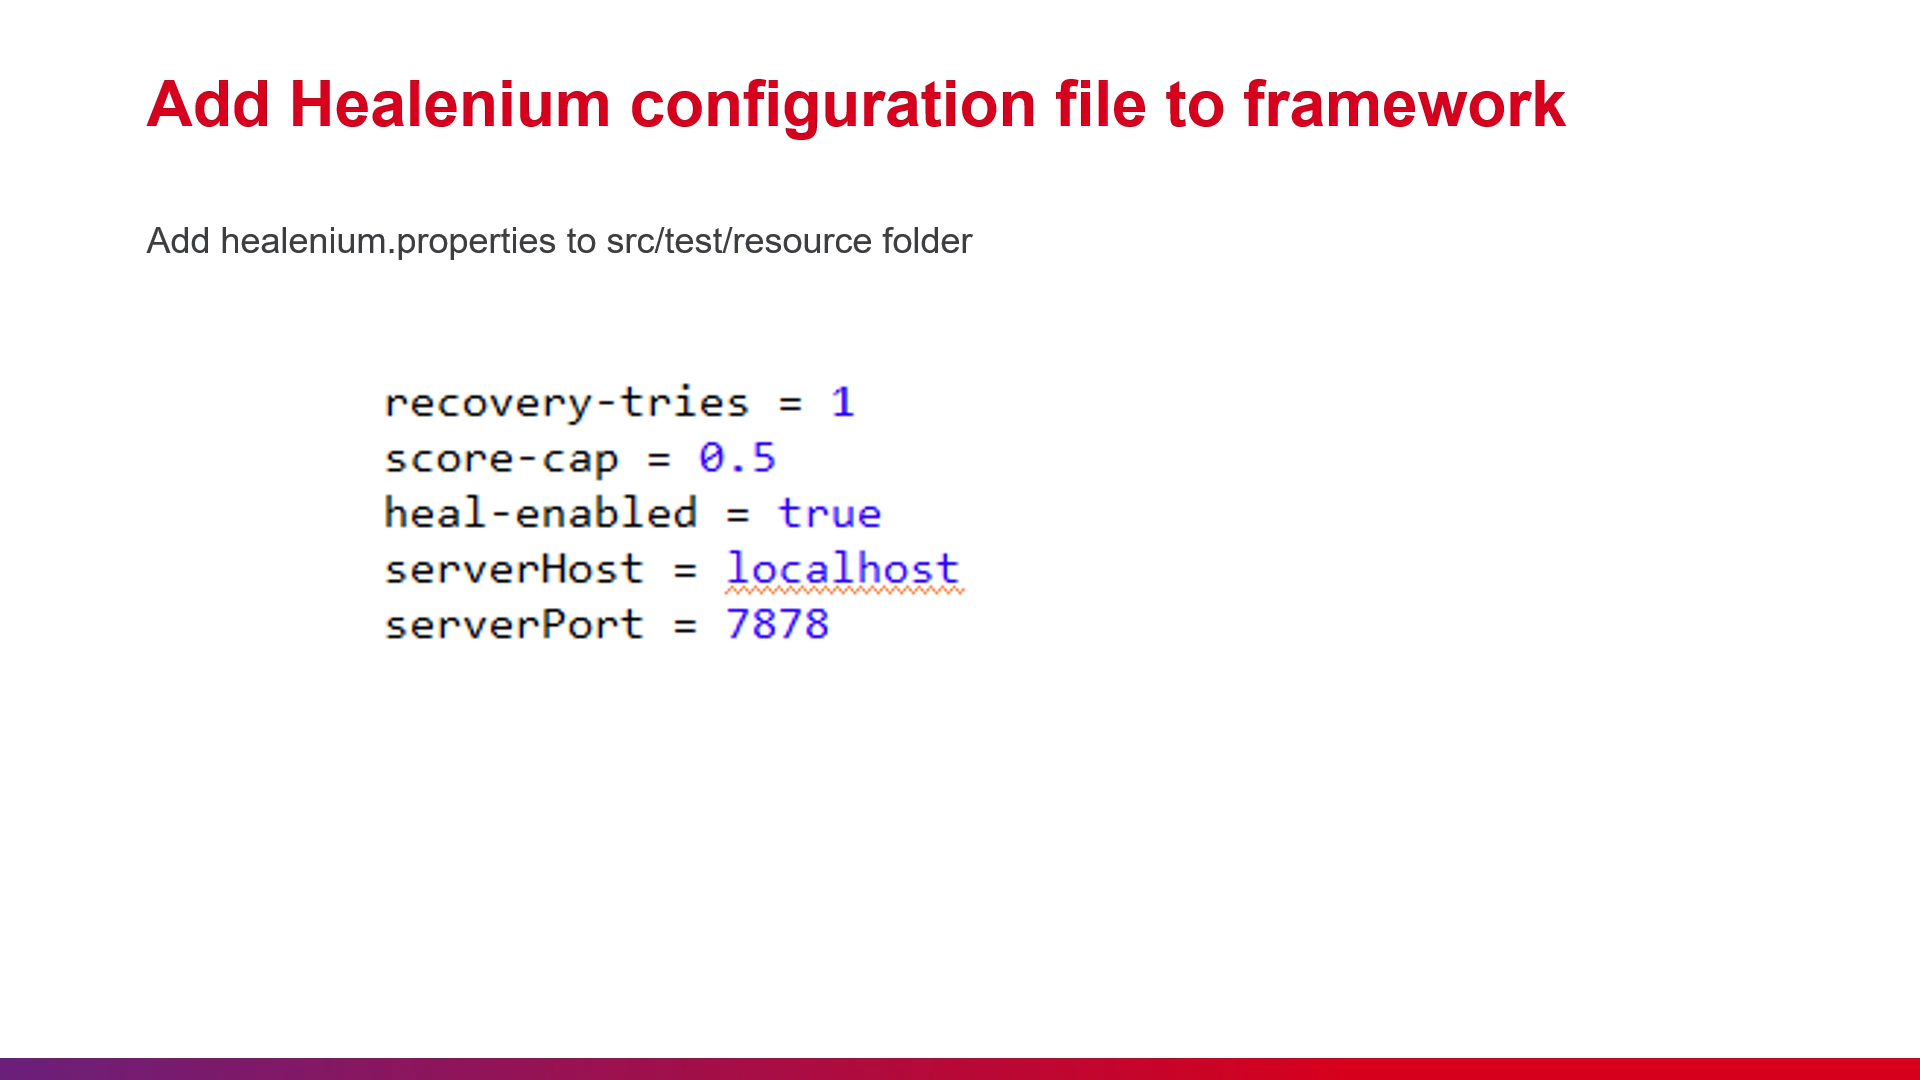 Add Healenium configuration file to framework
Add healenium.properties to src/test/resource folder
recovery-tries = 1
score-cap = 0.5
heal-enabled = true
serverHost = localhost
serverPort = 7878